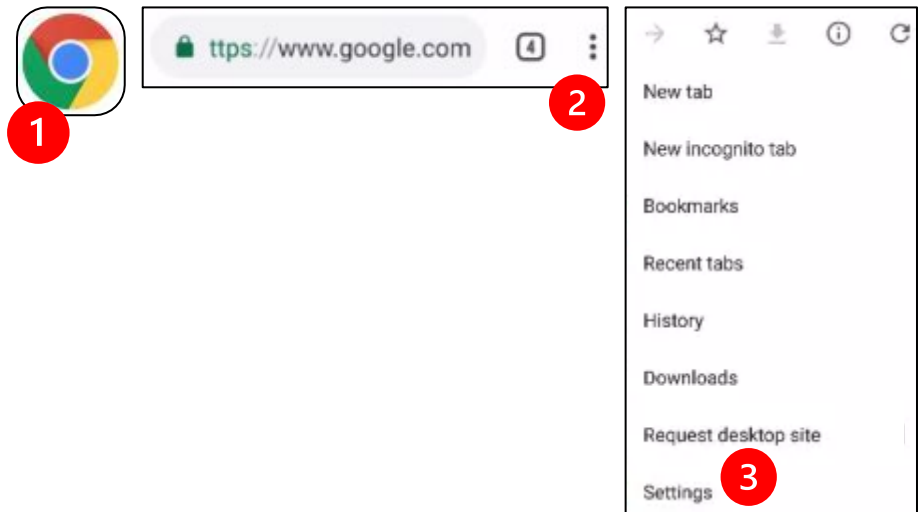 1
ttps://www.google.com
4
2
New tab
New incognito tab
Bookmarks
Recent tabs
History
Downloads
Request desktop site
Settings
3